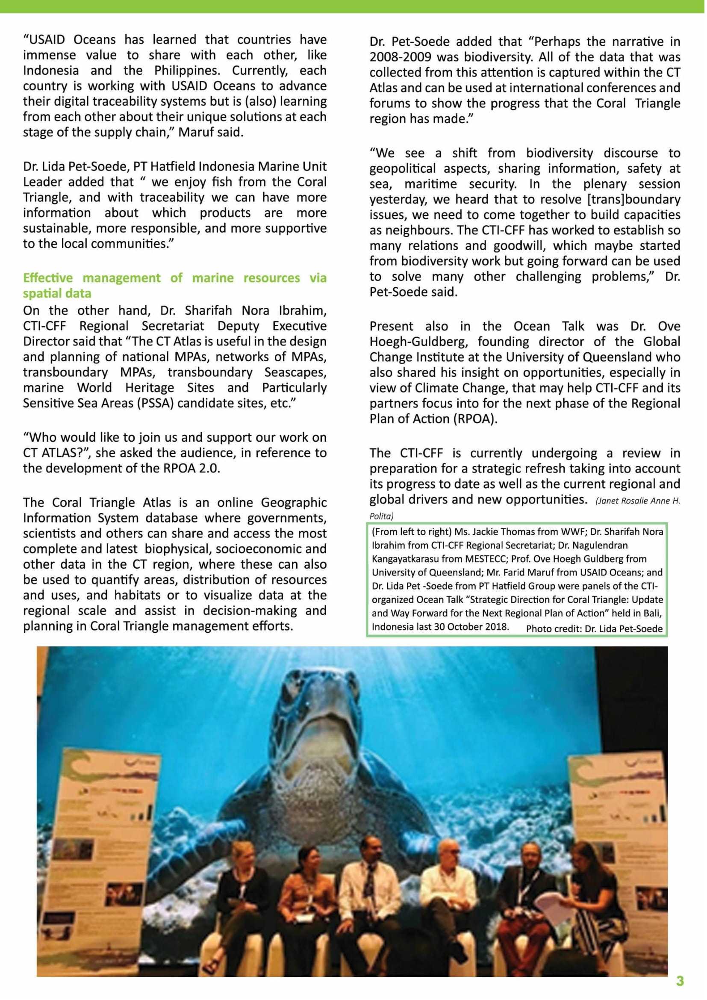 “USAID Oceans has learned that countries have
immense value to share with each other, like
Indonesia and the Philippines. Currently, each
country is working with USAID Oceans to advance
their digital traceability systems but is (also) learning
from each other about their unique solutions at each
stage of the supply chain,” Maruf said.
Dr. Lida Pet-Soede, PT Hatfield Indonesia Marine Unit
Leader added that “ we enjoy fish from the Coral
Triangle, and with traceability we can have more
information about which products are more
sustainable, more responsible, and more supportive
to the local communities.”
Effective management of marine resources via
spatial data
On the other hand, Dr. Sharifah Nora Ibrahim,
CTI-CFF Regional Secretariat Deputy Executive
Director said that “The CT Atlas is useful in the design
and planning of national MPAs, networks of MPAs,
transboundary MPAs, transboundary Seascapes,
marine World Heritage Sites and Particularly
Sensitive Sea Areas (PSSA) candidate sites, etc.”
“Who would like to join us and support our work on
CT ATLAS?”, she asked the audience, in reference to
the development of the RPOA 2.0.
The Coral Triangle Atlas is an online Geographic
Information System database where governments,
scientists and others can share and access the most
complete and latest biophysical, socioeconomic and
other data in the CT region, where these can also
be used to quantify areas, distribution of resources
and uses, and habitats or to visualize data at the
regional scale and assist in decision-making and
planning in Coral Triangle management efforts.
Dr. Pet-Soede added that “Perhaps the narrative in
2008-2009 was biodiversity. All of the data that was
collected from this attention is captured within the CT
Atlas and can be used at international conferences and
forums to show the progress that the Coral Triangle
region has made.”
“We see a shift from biodiversity discourse to
geopolitical aspects, sharing information, safety at
sea, maritime security. In the plenary session
yesterday, we heard that to resolve [trans]boundary
issues, we need to come together to build capacities
as neighbours. The CTI-CFF has worked to establish so
many relations and goodwill, which maybe started
from biodiversity work but going forward can be used
to solve many other challenging problems,” Dr.
Pet-Soede said.
Present also in the Ocean Talk was Dr. Ove
Hoegh-Guldberg, founding director of the Global
Change Institute at the University of Queensland who
also shared his insight on opportunities, especially in
view of Climate Change, that may help CTI-CFF and its
partners focus into for the next phase of the Regional
Plan of Action (RPOA).
The CTI-CFF is currently undergoing a review in
preparation for a strategic refresh taking into account
its progress to date as well as the current regional and
global drivers and new opportunities. (Janet Rosalie Anne H.
Polita)
(From left to right) Ms. Jackie Thomas from WWF; Dr. Sharifah Nora
Ibrahim from CTI-CFF Regional Secretariat; Dr. Nagulendran
Kangayatkarasu from MESTECC; Prof. Ove Hoegh Guldberg from
University of Queensland; Mr. Farid Maruf from USAID Oceans; and
Dr. Lida Pet -Soede from PT Hatfield Group were panels of the CTI-
organized Ocean Talk “Strategic Direction for Coral Triangle: Update
and Way Forward for the Next Regional Plan of Action” held in Bali,
Indonesia last 30 October 2018. Photo credit: Dr. Lida Pet-Soede
3